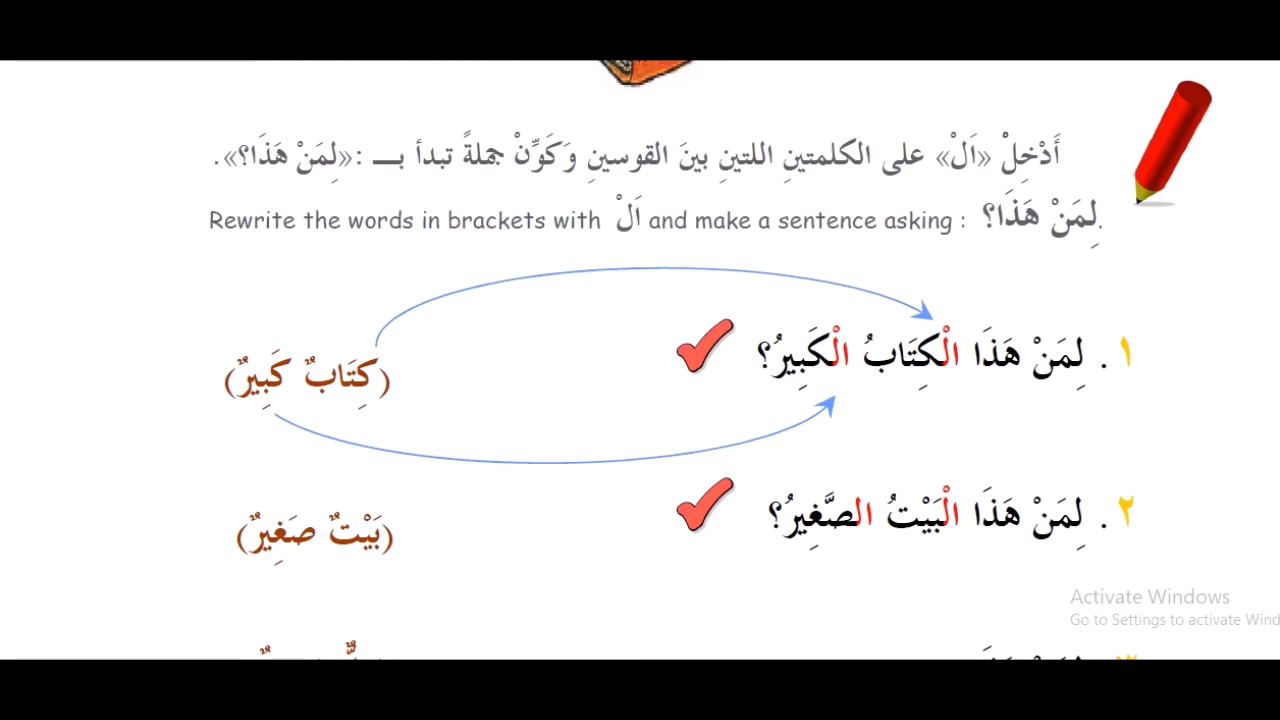 أَدْخِلْ «اَلْ» على الكلمتينِ اللتينِ بينَ القوسينِ وَكَوِّنْ جملةً تبدأ بـــ :«لِمَنْ هَذَا؟».
Rewrite the words in brackets with اَلْ and make a sentence asking : لِمَنْ هَذَا؟.
١ . لِمَنْ هَذَا الْكِتَابُ الْكَبِيرُ؟ (كِتَابٌ كَبِيرٌ)
٢ . لِمَنْ هَذَا الْبَيْتُ الصَّغِيرُ؟ (بَيْتٌ صَغِيرٌ)
Activate Windows
Go to Settings to activate Wind